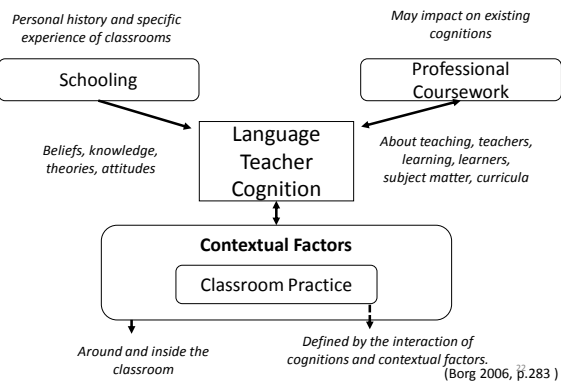 Personal history and specific
experience of classrooms
May impact on existing
cognitions
Schooling
Professional
Coursework
Beliefs, knowledge,
theories, attitudes
Language
Teacher
Cognition
About teaching, teachers,
learning, learners,
subject matter, curricula
Contextual Factors
Classroom Practice
Around and inside the
classroom
Defined by the interaction of
cognitions and contextual factors.
(Borg 2006, p.283 )